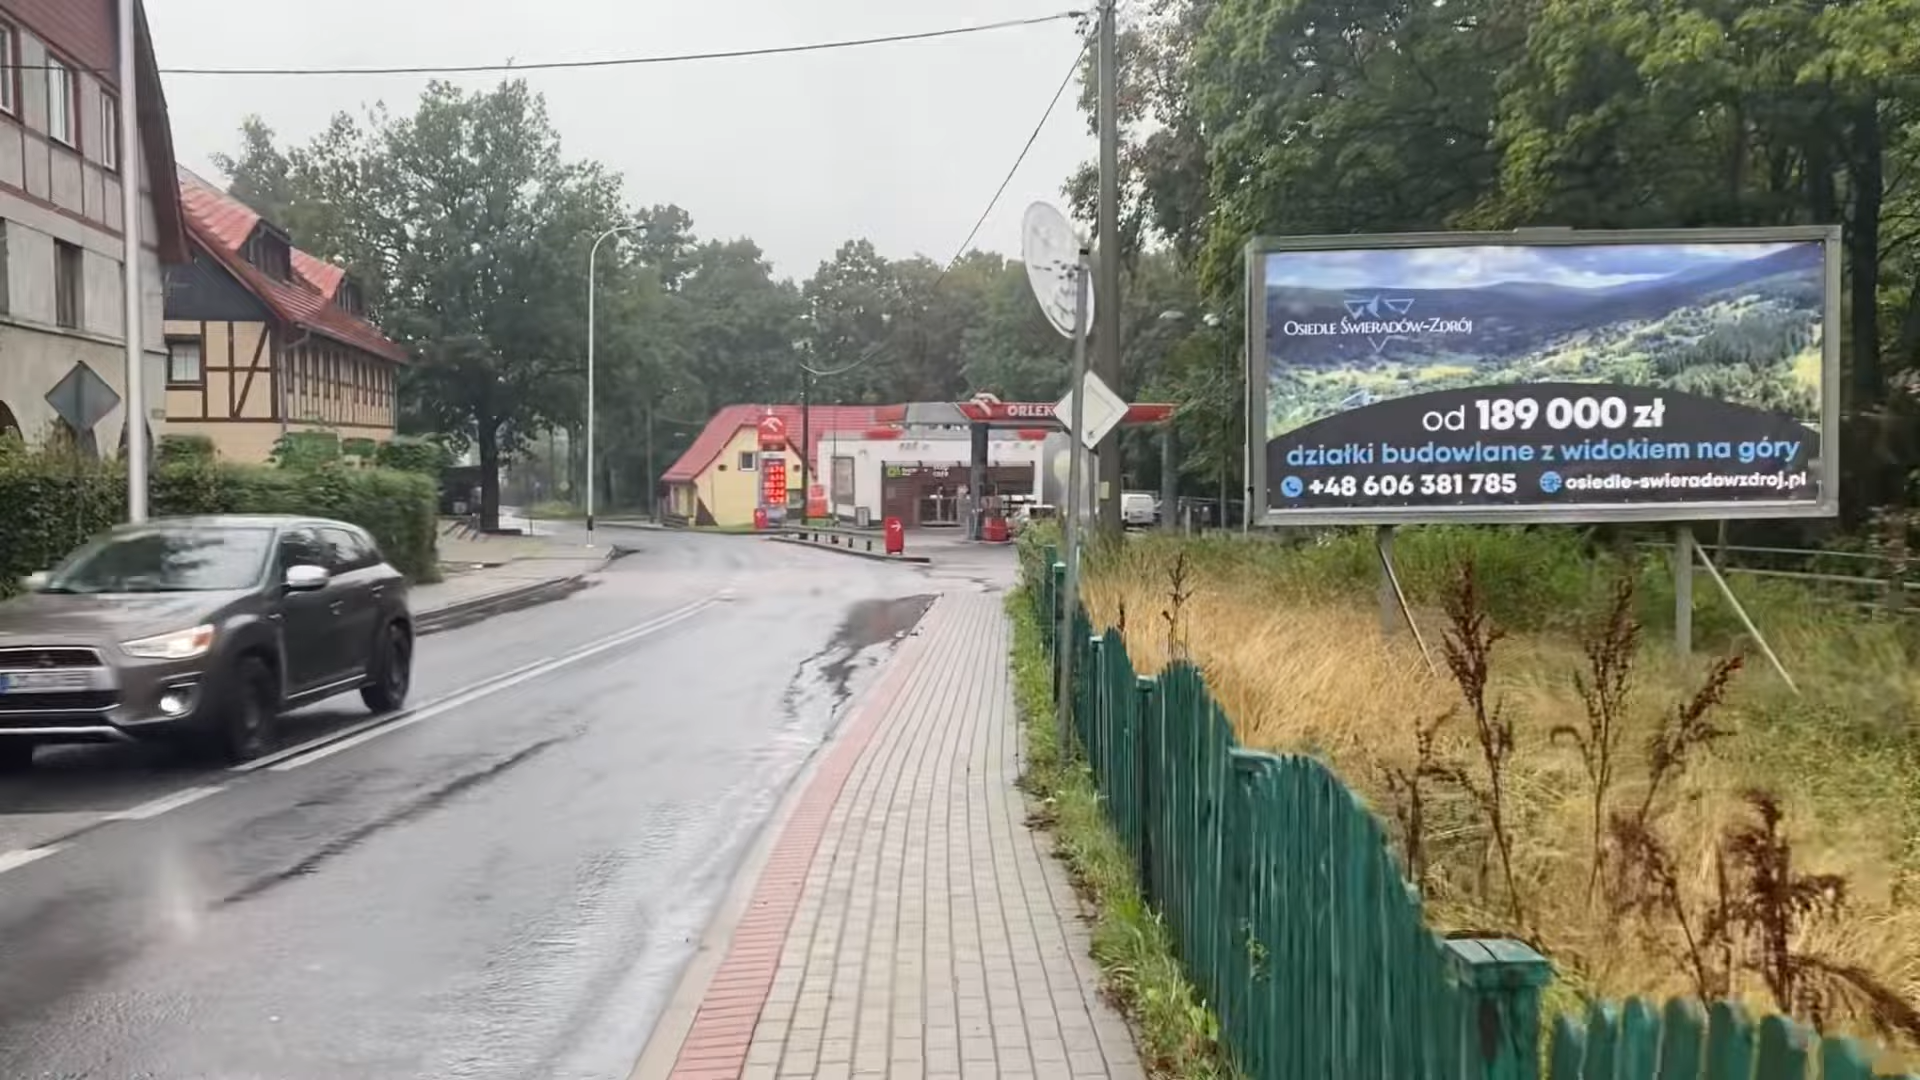 ORLEN
OSIEDLE ŚWIERADÓW-ZDRÓJ
od 189 000 zł
działki budowlane z widokiem na góry
+48 606 381 785 osiedle-swieradowzdroj.pl